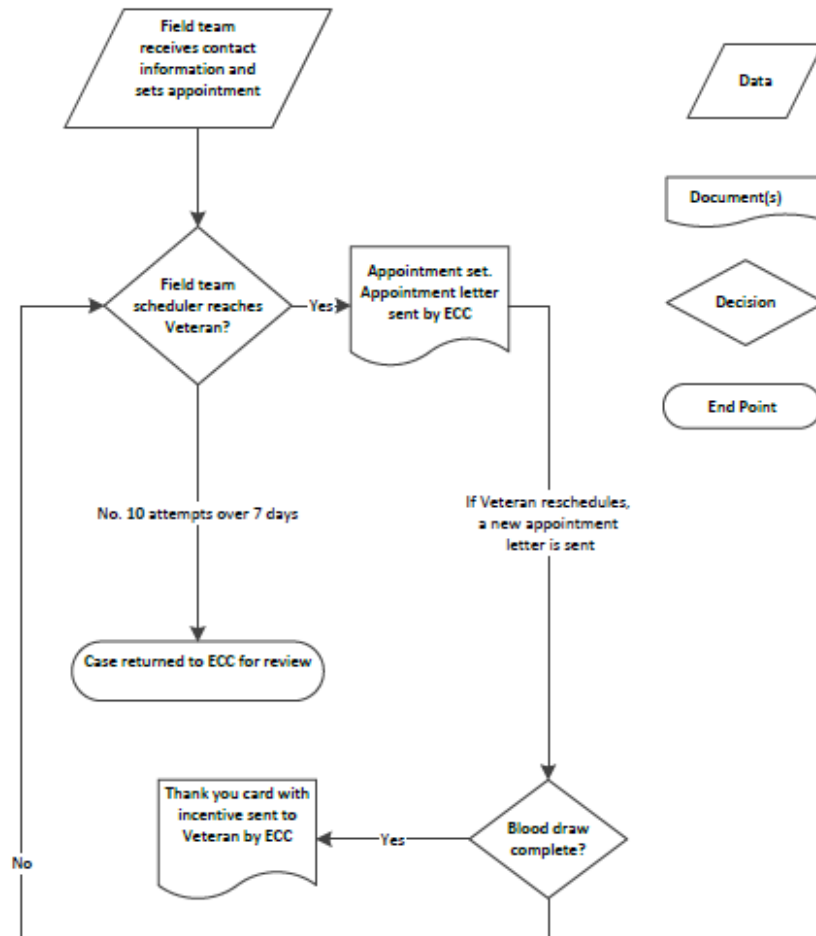 Field team
receives contact
information and
sets appointment
Data
Document(s)
Field team
scheduler reaches
Veteran?
Yes
Appointment set.
Appointment letter
sent by ECC
Decision
End Point
No. 10 attempts over 7 days
If Veteran reschedules,
a new appointment
letter is sent
Case returned to ECC for review
Thank you card with
incentive sent to
Veteran by ECC
Yes
Blood draw
complete?
No